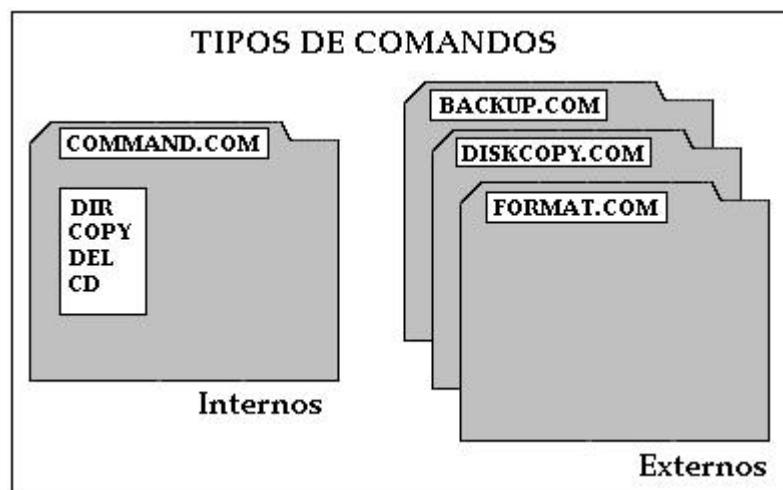 TIPOS DE COMANDOS
COMMAND.COM
DIR
COPY
DEL
CD
Internos
BACKUP.COM
DISKCOPY.COM
FORMAT.COM
Externos